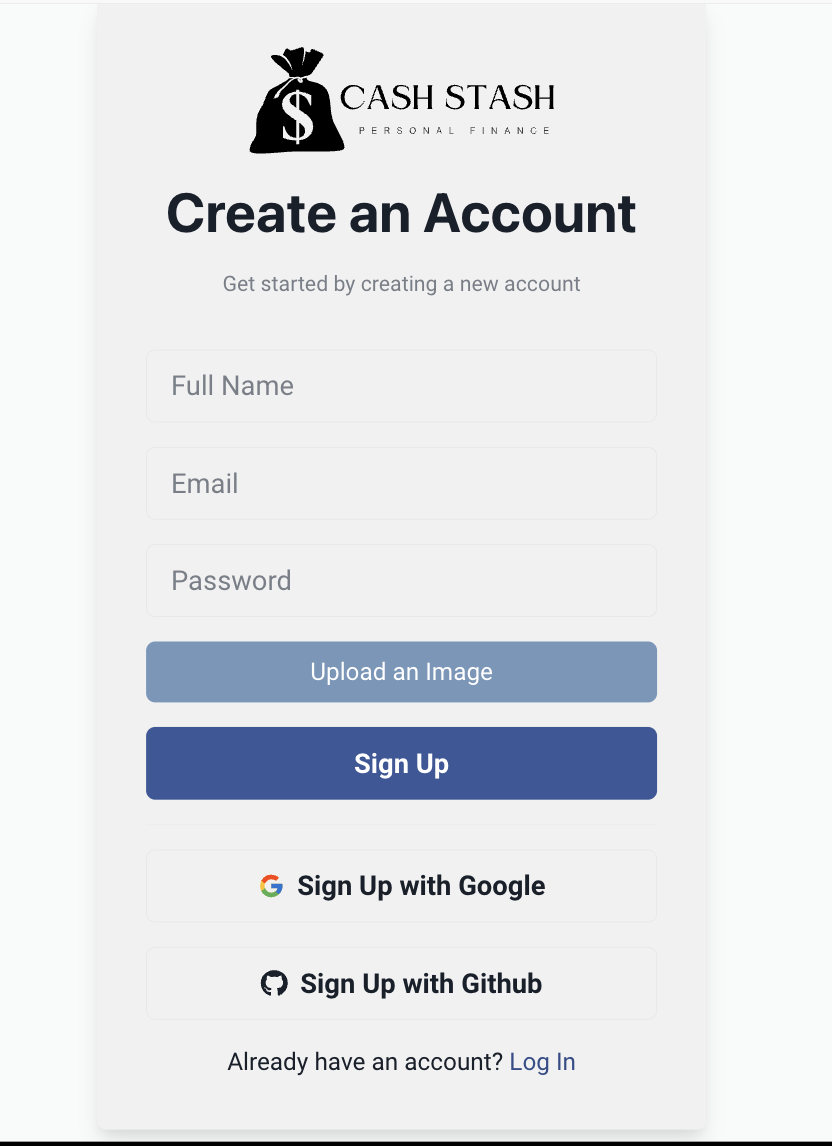 $
CASH STASH
PERSONAL FINANCE
Create an Account
Get started by creating a new account
Full Name
Email
Password
Upload an Image
Sign Up
Sign Up with Google
Sign Up with Github
Already have an account? Log In